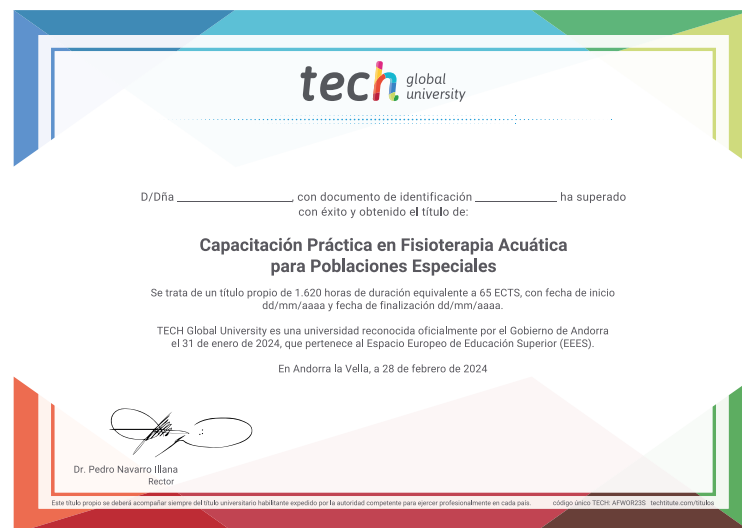 tech global
university
D/Dña ____________, con documento de identificación ____________ ha superado
con éxito y obtenido el título de:
Capacitación Práctica en Fisioterapia Acuática
para Poblaciones Especiales
Se trata de un título propio de 1.620 horas de duración equivalente a 65 ECTS, con fecha de inicio
dd/mm/aaaa y fecha de finalización dd/mm/aaaa.
TECH Global University es una universidad reconocida oficialmente por el Gobierno de Andorra
el 31 de enero de 2024, que pertenece al Espacio Europeo de Educación Superior (EEES).
En Andorra la Vella, a 28 de febrero de 2024
Dr. Pedro Navarro Illana
Rector
Este título propio se deberá acompañar siempre del título universitario habilitante expedido por la autoridad competente para ejercer profesionalmente en cada país. código único TECH: AFWOR23S techtitute.com/titulos